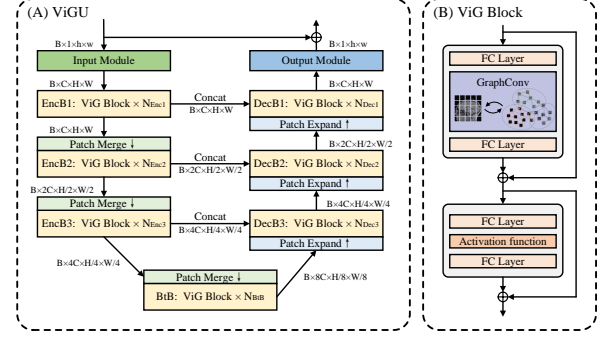 (A) ViGU
B×1×h×w
B×1×h×w
Input Module
Output Module
B×C×H×W
B×C×H×W
EncB1: ViG Block × NEnc1
Concat
B×C×H×W
DecB1: ViG Block × NDec1
Patch Expand ↑
B×C×H×W
B×2C×H/2×W/2
Patch Merge ↓
EncB2: ViG Block × NEnc2
Concat
B×2C×H/2×W/2
DecB2: ViG Block × NDec2
Patch Expand ↑
B×2C×H/2×W/2
B×4C×H/4×W/4
Patch Merge ↓
EncB3: ViG Block × NEnc3
Concat
B×4C×H/4×W/4
DecB3: ViG Block × NDec3
Patch Expand ↑
B×4C×H/4×W/4
B×8C×H/8×W/8
Patch Merge ↓
BtB: ViG Block × NBtB
(B) ViG Block
FC Layer
GraphConv
FC Layer
FC Layer
Activation function
FC Layer